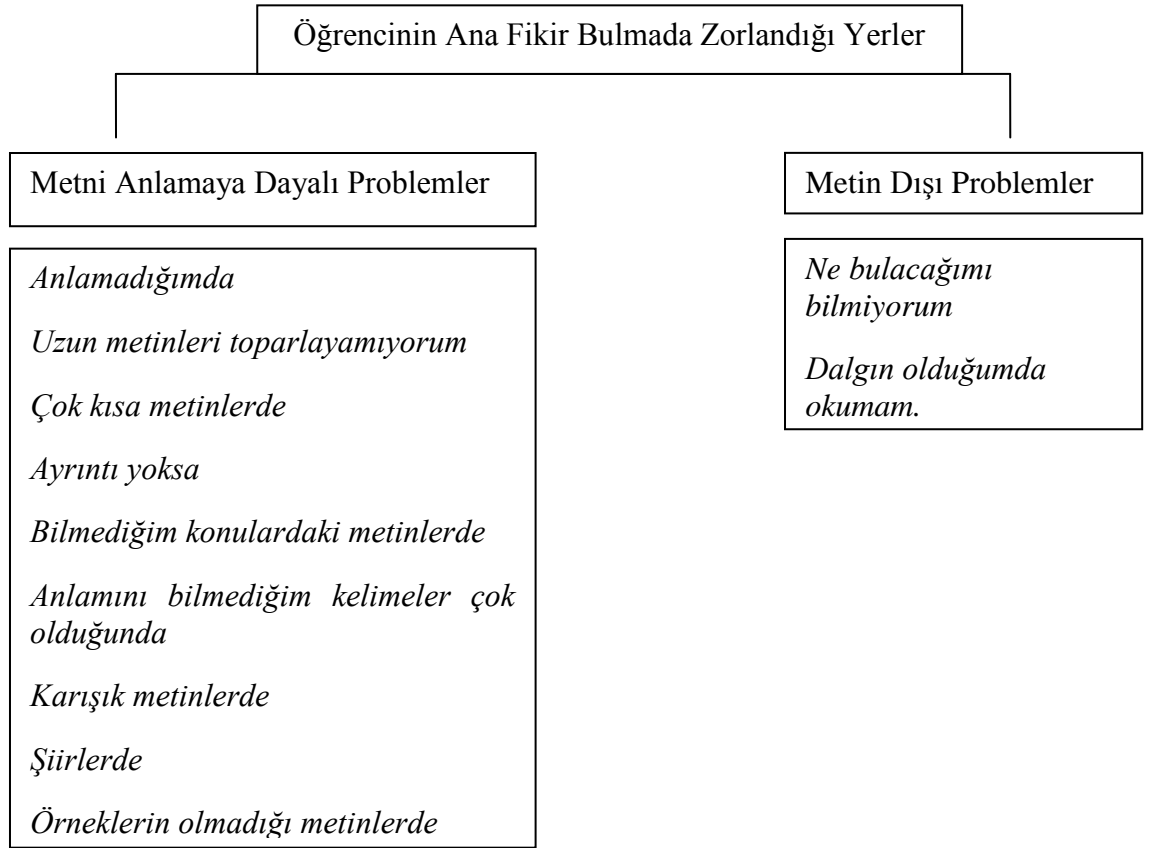 Öğrencinin Ana Fikir Bulmada Zorlandığı Yerler
Metni Anlamaya Dayalı Problemler
Anlamadığımda
Uzun metinleri toparlayamıyorum
Çok kısa metinlerde
Ayrıntı yoksa
Bilmediğim konulardaki metinlerde
Anlamını bilmediğim kelimeler çok
olduğunda
Karışık metinlerde
Şiirlerde
Örneklerin olmadığı metinlerde
Metin Dışı Problemler
Ne bulacağımı
bilmiyorum
Dalgın olduğumda
okumam.